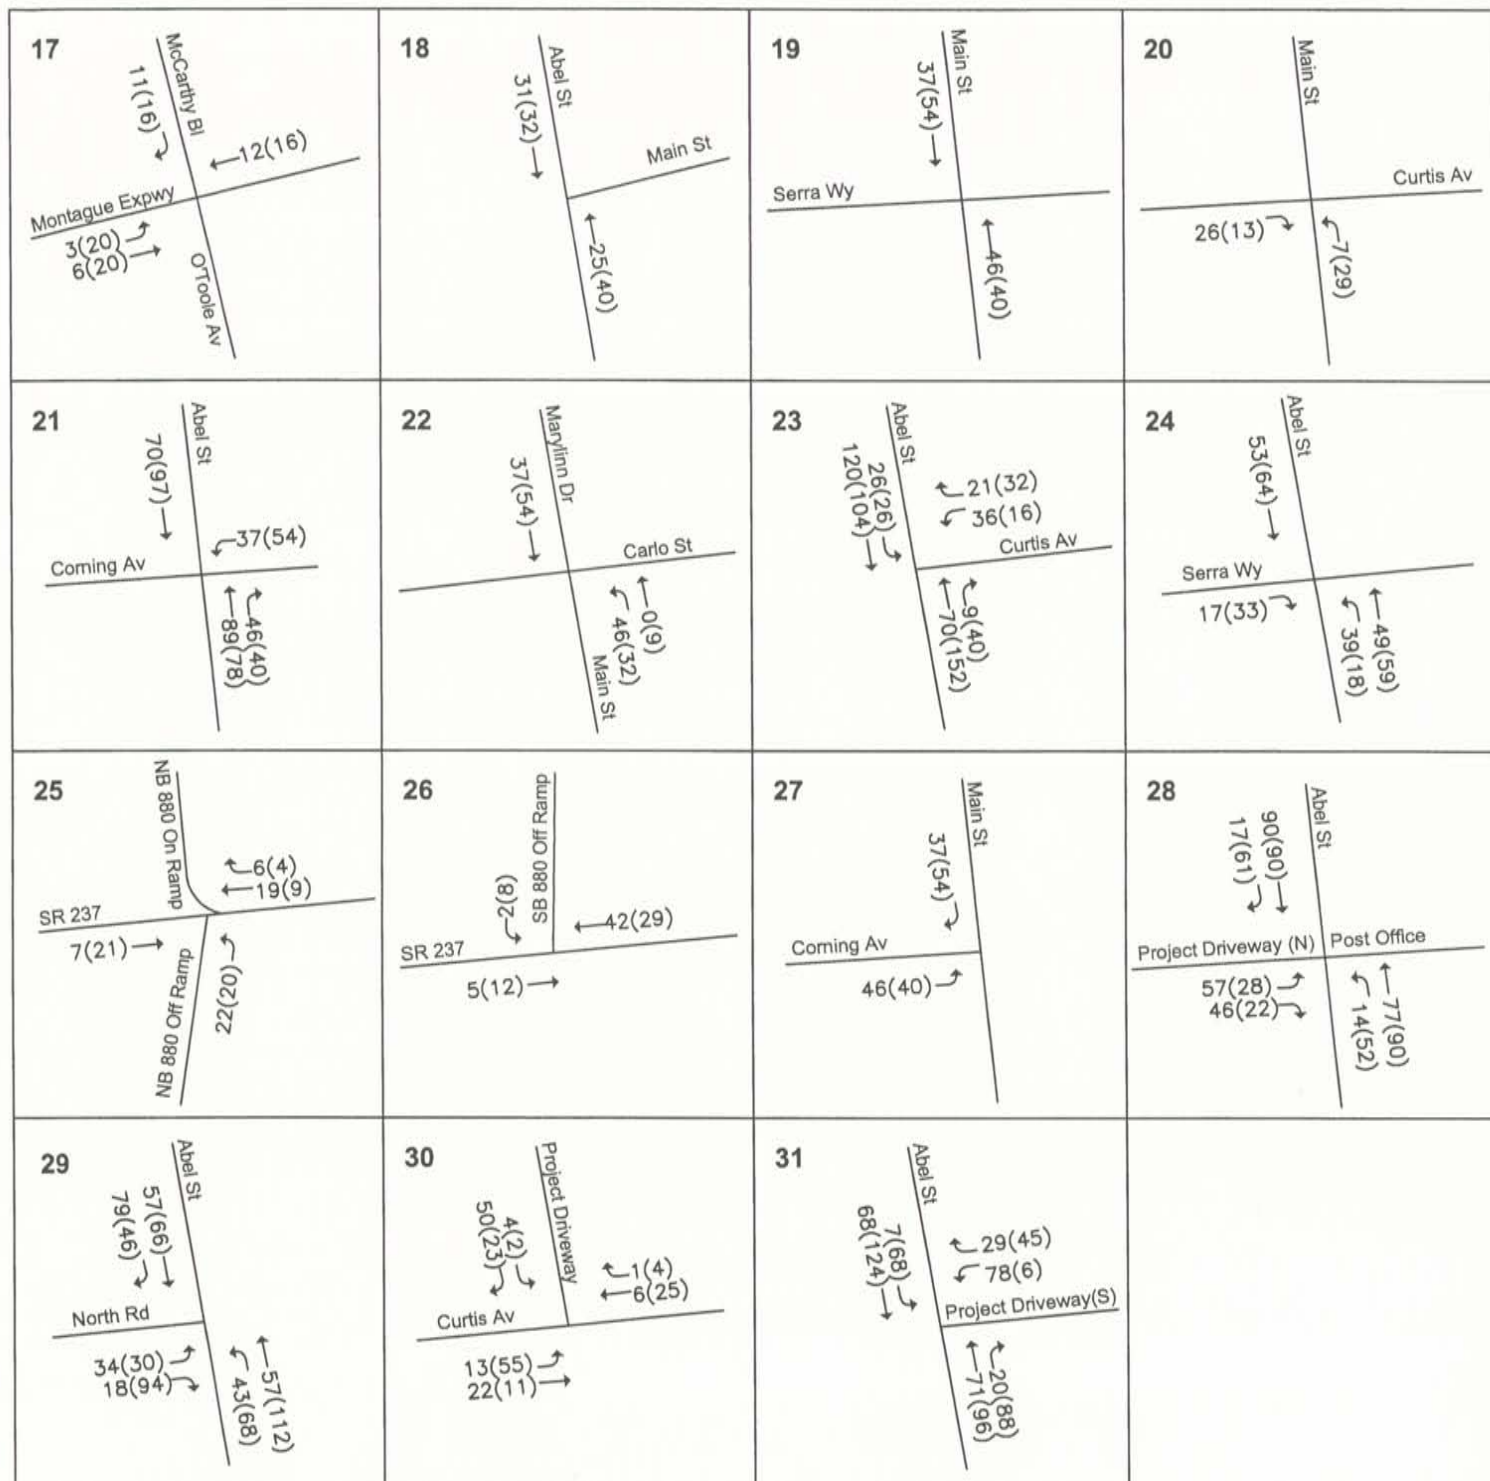 17
McCarthy Bl
11(16)
12(16)
Montague Expwy
3(20)
6(20)
O'Toole Av
18
Abel St
31(32)
Main St
25(40)
19
Main St
37(54)
Serra Wy
46(40)
20
Main St
Curtis Av
26(13)
7(29)
21
Abel St
70(97)
37(54)
Corning Av
46(40)
89(78)
22
Marylinn Dr
37(54)
Carlo St
0(9)
46(32)
Main St
23
Abel St
26(26)
120(104)
21(32)
36(16)
Curtis Av
9(40)
70(152)
24
Abel St
53(64)
Serra Wy
17(33)
49(59)
39(18)
25
NB 880 On Ramp
6(4)
19(9)
SR 237
7(21)
22(20)
NB 880 Off Ramp
26
SB 880 Off Ramp
2(8)
42(29)
SR 237
5(12)
27
Main St
37(54)
Corning Av
46(40)
28
Abel St
90(90)
17(61)
Project Driveway (N)
Post Office
57(28)
46(22)
77(90)
14(52)
29
Abel St
57(66)
79(46)
North Rd
34(30)
18(94)
57(112)
43(68)
30
Project Driveway
4(2)
50(23)
1(4)
6(25)
Curtis Av
13(55)
22(11)
31
Abel St
7(68)
68(124)
29(45)
78(6)
Project Driveway(S)
20(88)
71(96)